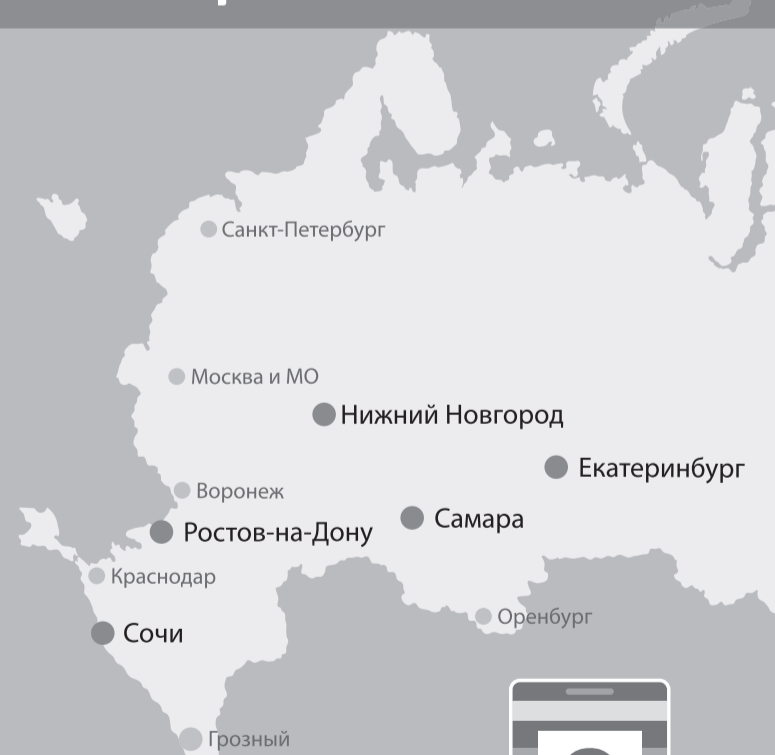 Санкт-Петербург
Москва и МО
Нижний Новгород
Екатеринбург
Воронеж
Самара
Ростов-на-Дону
Краснодар
Оренбург
Сочи
Грозный